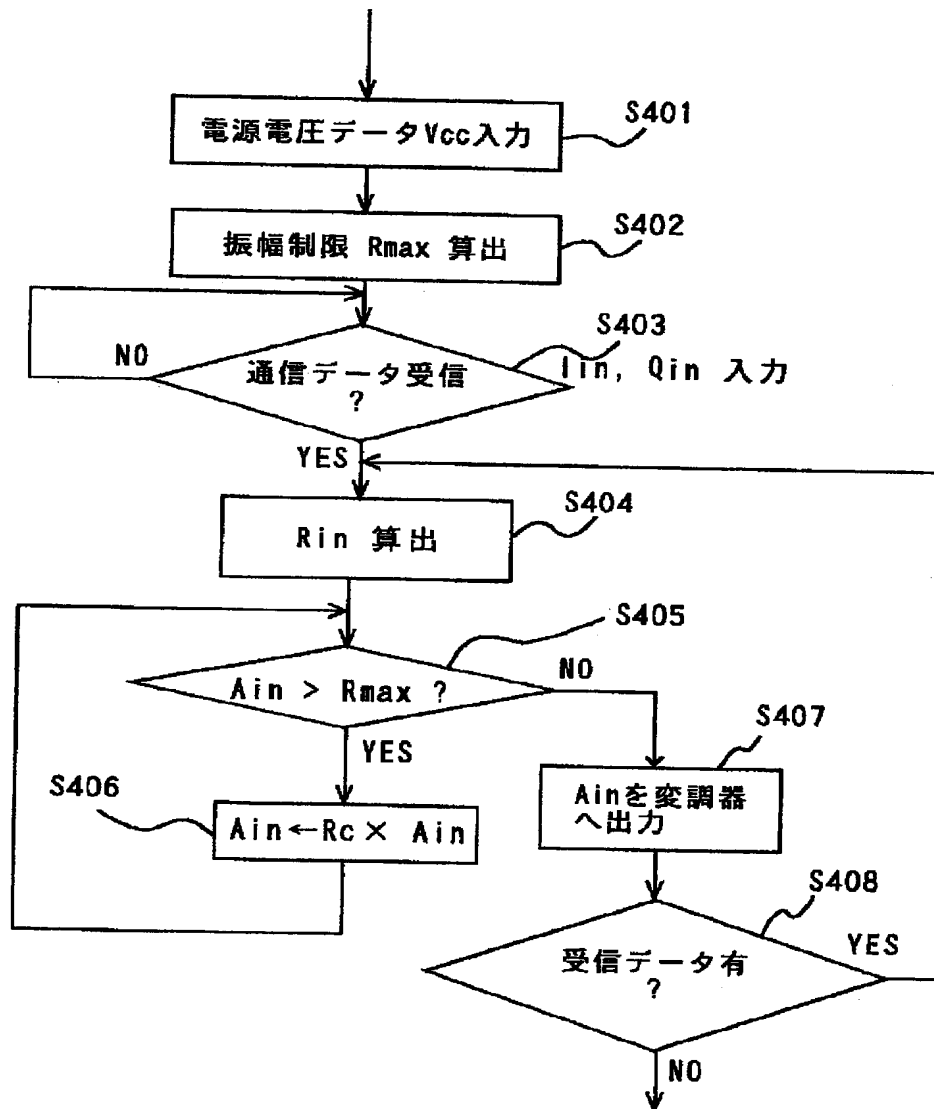 電源電圧データVcc入力
S401
振幅制限 Rmax 算出
S402
通信データ受信
?
S403
Iin, Qin 入力
NO
YES
Rin 算出
S404
Ain > Rmax ?
S405
NO
YES
S406
Ain←Rc× Ain
S407
Ainを変調器
へ出力
S408
受信データ有
?
YES
NO